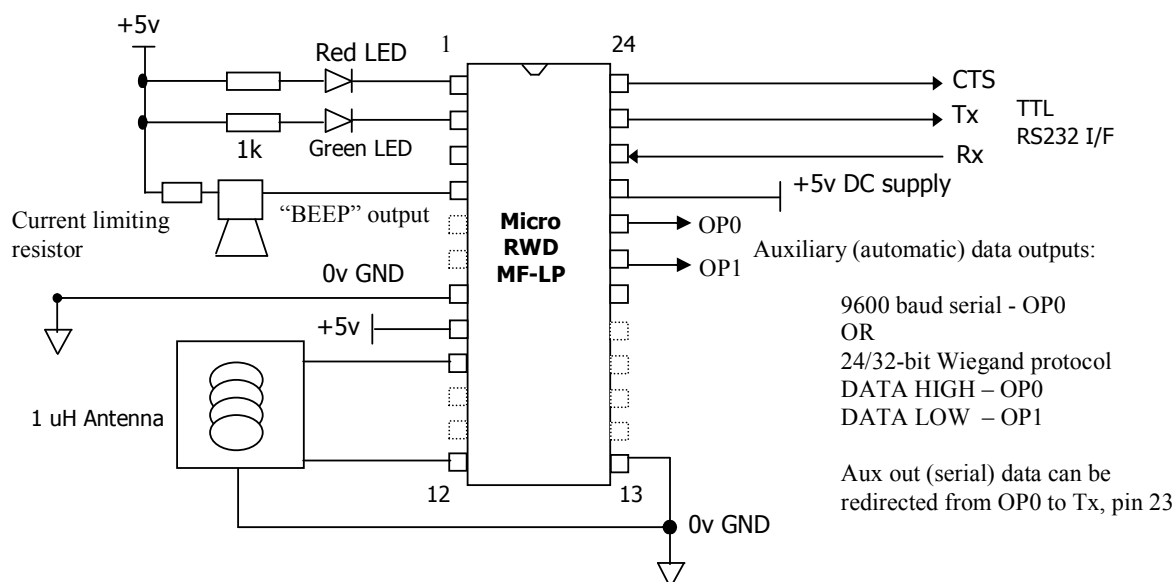 +5v
1
24
Red LED
CTS
Tx
TTL
RS232 I/F
1k
Green LED
Rx
+5v DC supply
Current limiting
resistor
“BEEP” output
Micro
RWD
MF-LP
OP0
OP1
Auxiliary (automatic) data outputs:
0v GND
9600 baud serial - OP0
OR
24/32-bit Wiegand protocol
DATA HIGH – OP0
DATA LOW – OP1
+5v
1 uH Antenna
Aux out (serial) data can be
redirected from OP0 to Tx, pin 23
12
13
0v GND